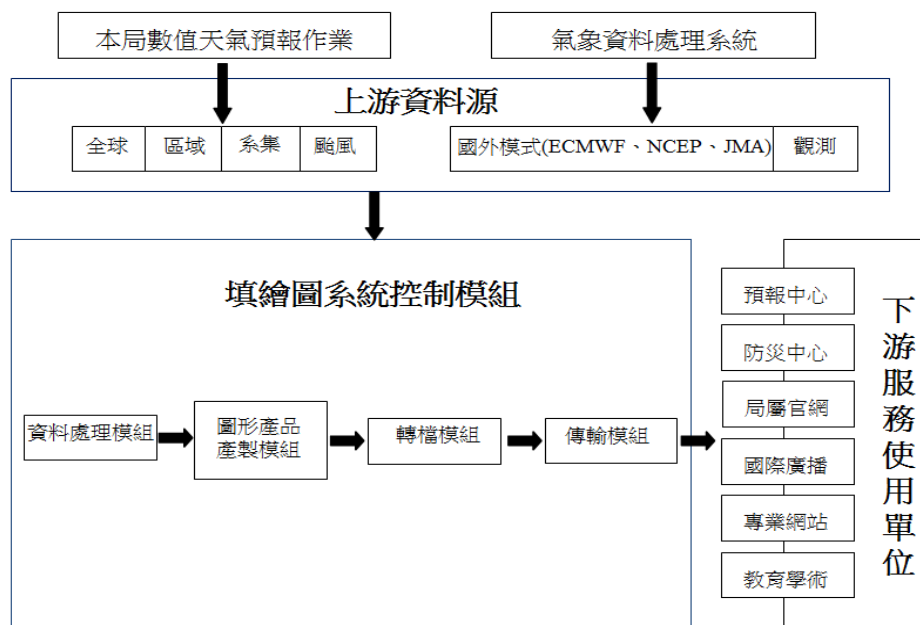 本局數值天氣預報作業
氣象資料處理系統
上游資料源
全球
區域
系集
颱風
國外模式(ECMWF、NCEP、JMA)
觀測
填繪圖系統控制模組
資料處理模組
圖形產品
產製模組
轉檔模組
傳輸模組
預報中心
防災中心
局屬官網
國際廣播
專業網站
教育學術
下游服務使用單位